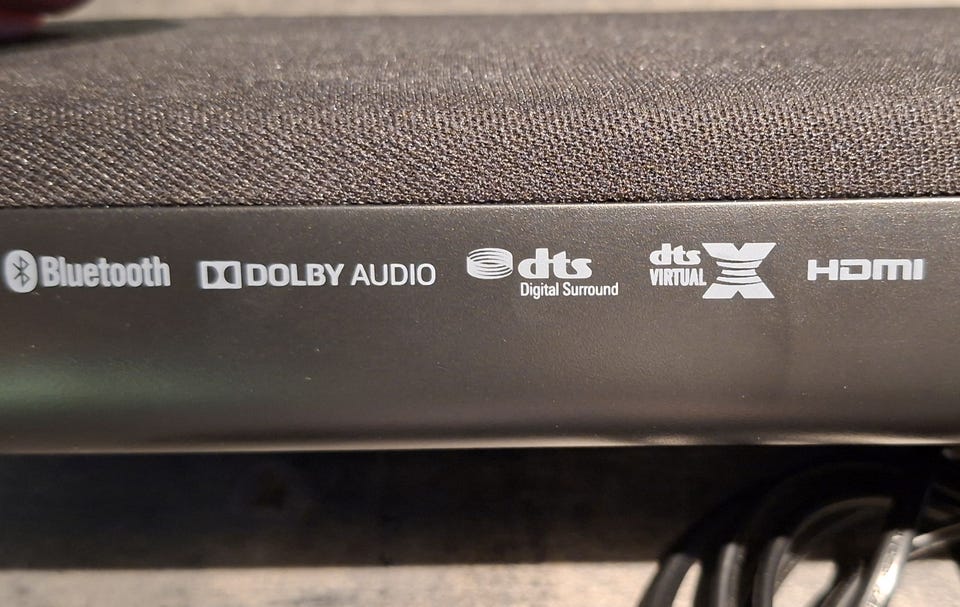 Bluetooth
DOLBY AUDIO
dts
Digital Surround
dts
VIRTUAL X
HDMI